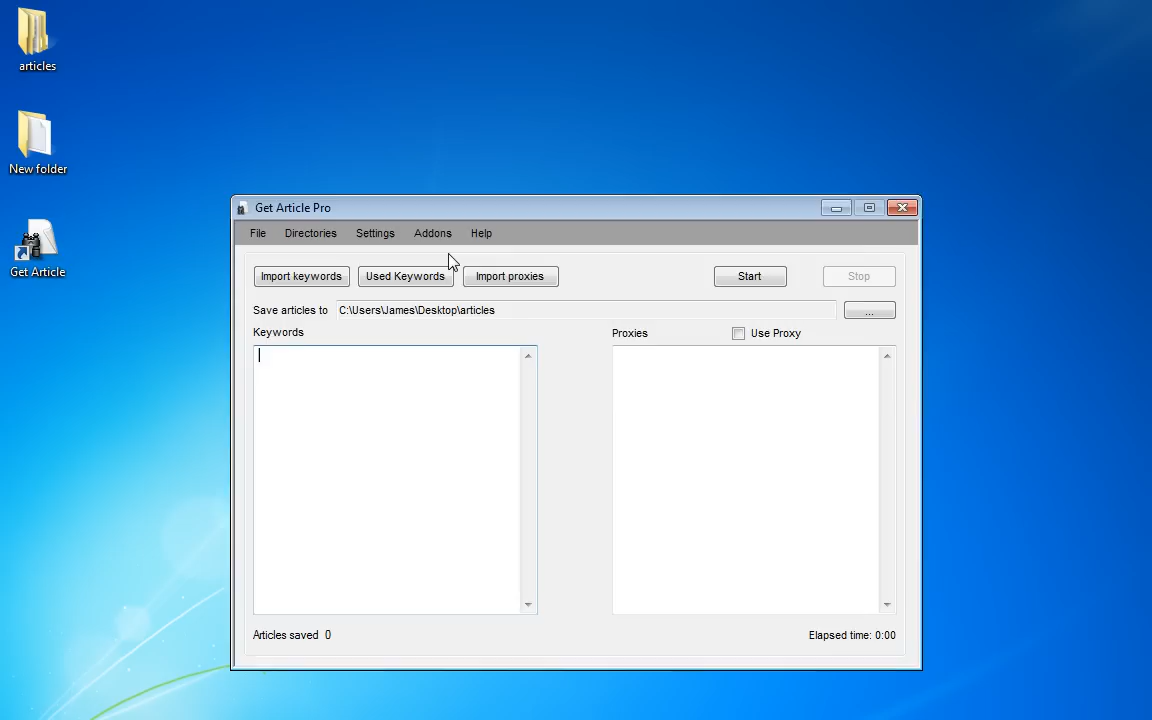 articles
New folder
Get Article
Get Article Pro
File Directories Settings Addons Help
Import keywords Used Keywords Import proxies Start Stop
Save articles to C:\Users\James\Desktop\articles ...
Keywords Proxies Use Proxy
Articles saved 0 Elapsed time: 0:00